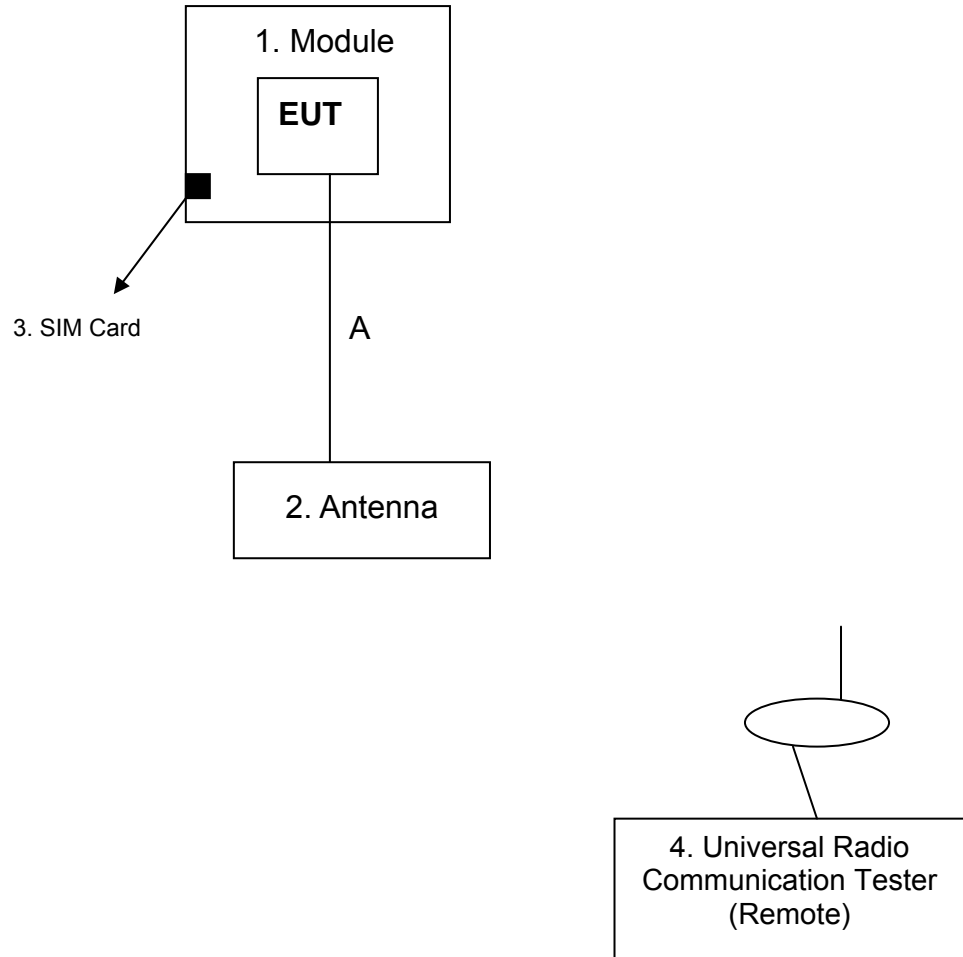 1. Module
EUT
3. SIM Card
A
2. Antenna
4. Universal Radio
Communication Tester
(Remote)